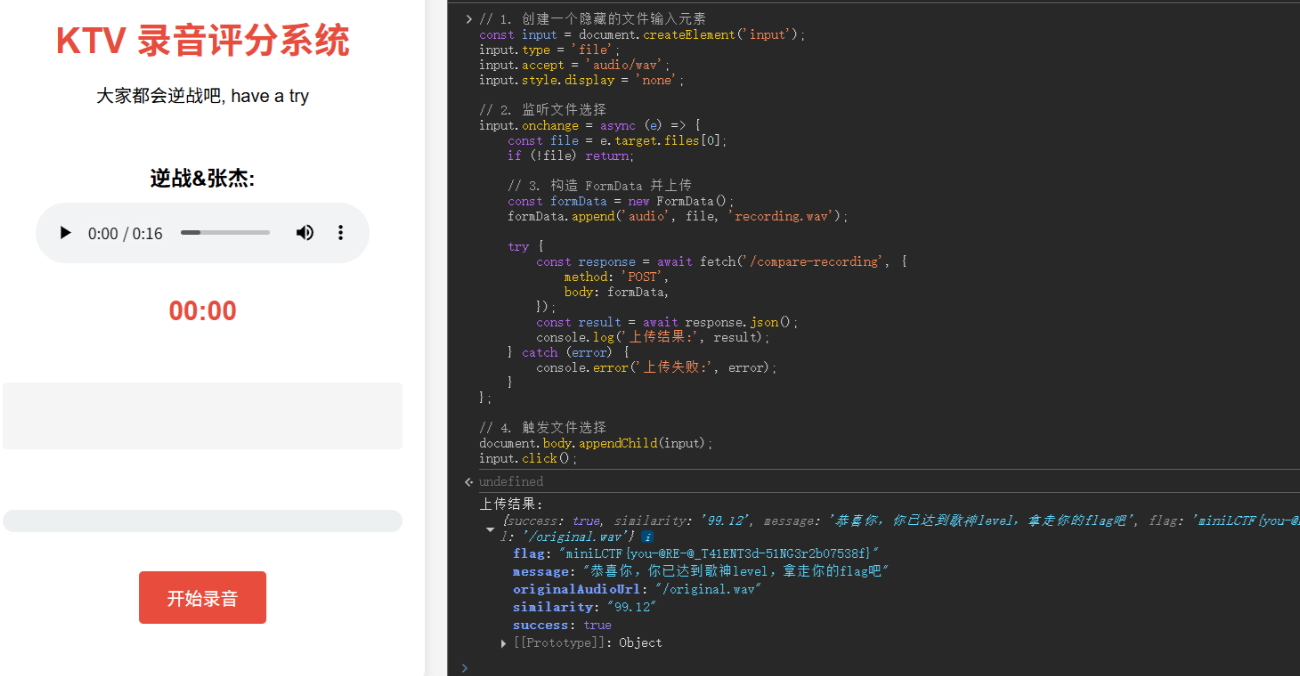 KTV 录音评分系统
大家都会逆战吧, have a try
逆战&张杰:
0:00 / 0:16
00:00
开始录音
// 1. 创建一个隐藏的文件输入元素
const input = document.createElement('input');
input.type = 'file';
input.accept = 'audio/wav';
input.style.display = 'none';
// 2. 监听文件选择
input.onchange = async (e) => {
const file = e.target.files[0];
if (!file) return;
// 3. 构造 FormData 并上传
const formData = new FormData();
formData.append('audio', file, 'recording.wav');
try {
const response = await fetch('/compare-recording', {
method: 'POST',
body: formData,
});
const result = await response.json();
console.log('上传结果:', result);
} catch (error) {
console.error('上传失败:', error);
}
};
// 4. 触发文件选择
document.body.appendChild(input);
input.click();
undefined
上传结果:
{success: true, similarity: '99.12', message: '恭喜你，你已达到歌神level，拿走你的flag吧', flag: 'miniLCTF{you-@
l: '/original.wav'}
flag: "miniLCTF{you-@RE-@_T41ENT3d-51NG3r2b07538f}"
message: "恭喜你，你已达到歌神level，拿走你的flag吧"
originalAudioUrl: "/original.wav"
similarity: "99.12"
success: true
[[Prototype]]: Object